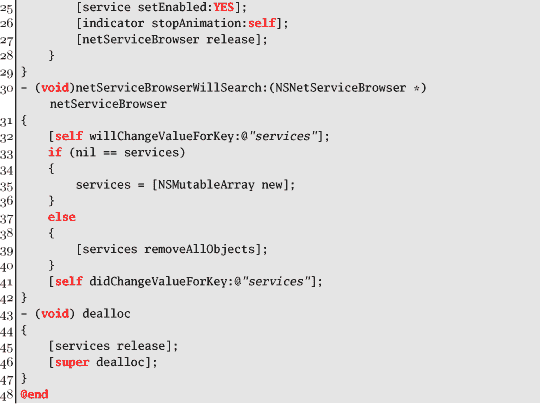 25 [service setEnabled:YES];
26 [indicator stopAnimation:self];
27 [netServiceBrowser release];
28 }
29 }
30 - (void)netServiceBrowserWillSearch:(NSNetServiceBrowser *)
netServiceBrowser
31 {
32 [self willChangeValueForKey:@"services"];
33 if (nil == services)
34 {
35 services = [NSMutableArray new];
36 }
37 else
38 {
39 [services removeAllObjects];
40 }
41 [self didChangeValueForKey:@"services"];
42 }
43 - (void) dealloc
44 {
45 [services release];
46 [super dealloc];
47 }
48 @end